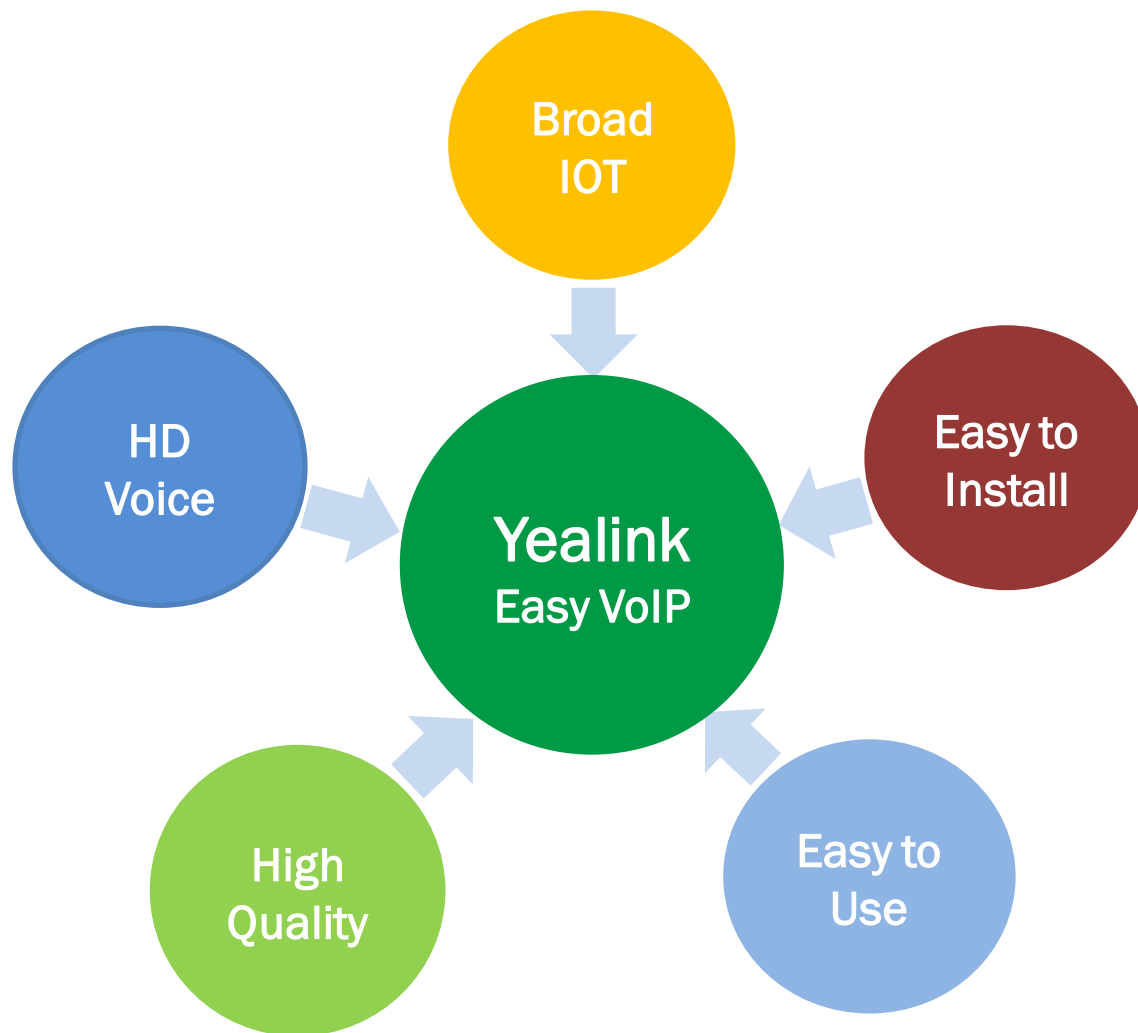 Broad
IOT
HD
Voice
Easy to
Install
Yealink
Easy VoIP
High
Quality
Easy to
Use